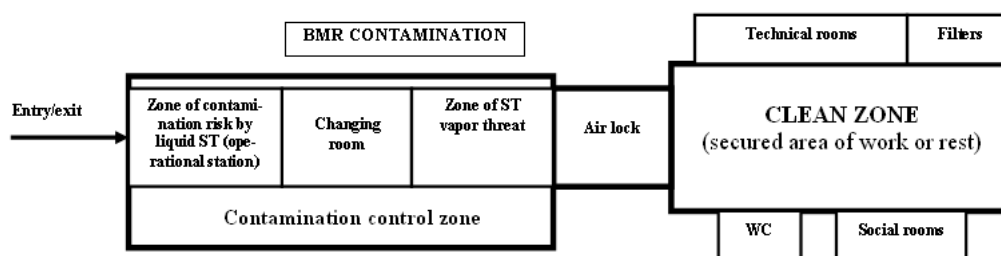 BMR CONTAMINATION
Technical rooms
Filters
Entry/exit
Zone of contami-
nation risk by
liquid ST (ope-
rational station)
Changing
room
Zone of ST
vapor threat
Air lock
CLEAN ZONE
(secured area of work or rest)
Contamination control zone
WC
Social rooms